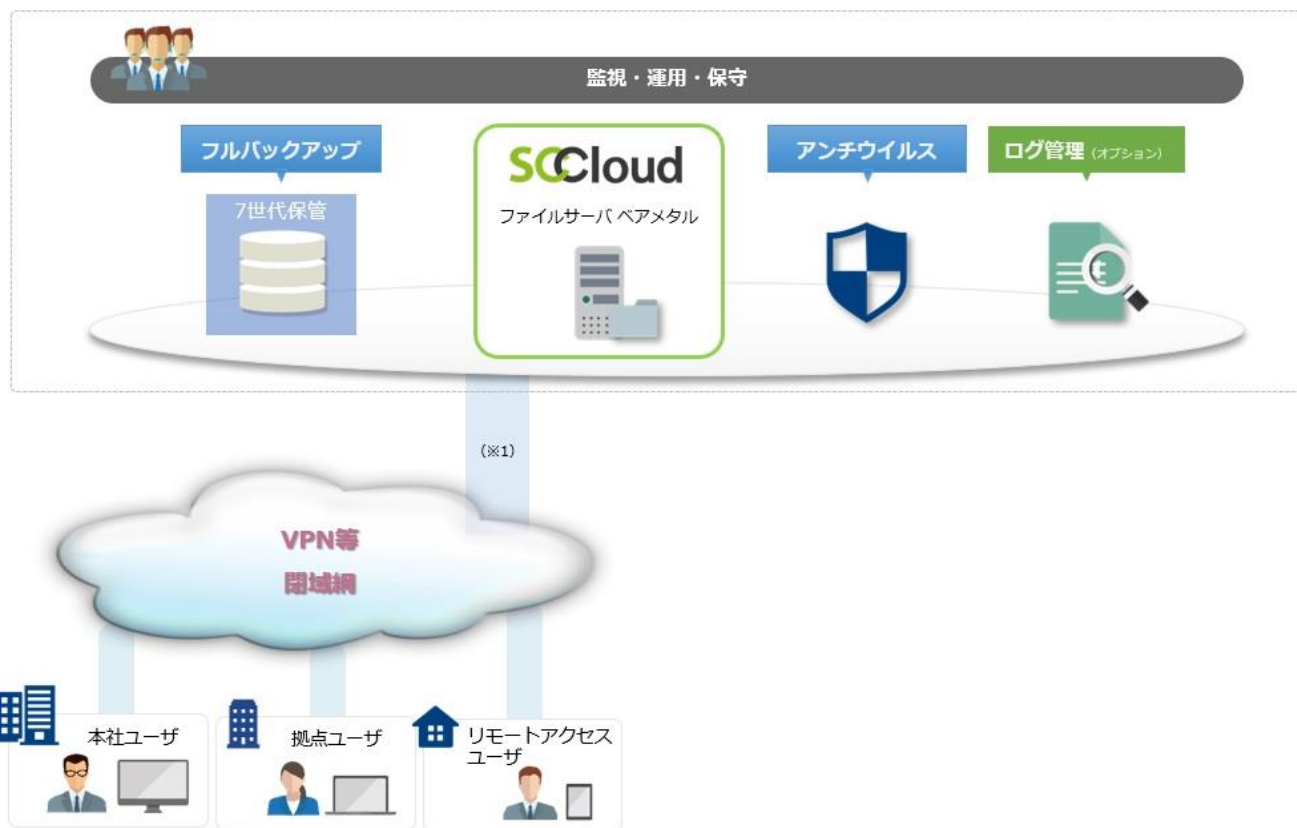 監視・運用・保守
フルバックアップ
7世代保管
SCCloud
ファイルサーバ ベアメタル
アンチウイルス
ログ管理 (オプション)
(※1)
VPN等
閉域網
本社ユーザ
拠点ユーザ
リモートアクセス
ユーザ